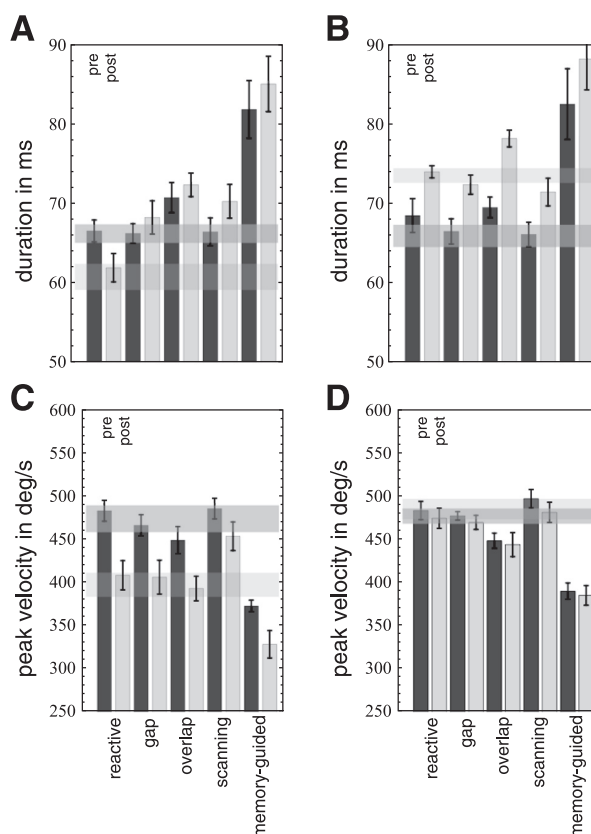 A
90
80
70
60
50
duration in ms
pre
post
B
90
80
70
60
50
duration in ms
pre
post
C
600
550
500
450
400
350
300
250
peak velocity in deg/s
pre
post
reactive
gap
overlap
scanning
memory-guided
D
600
550
500
450
400
350
300
250
peak velocity in deg/s
pre
post
reactive
gap
overlap
scanning
memory-guided